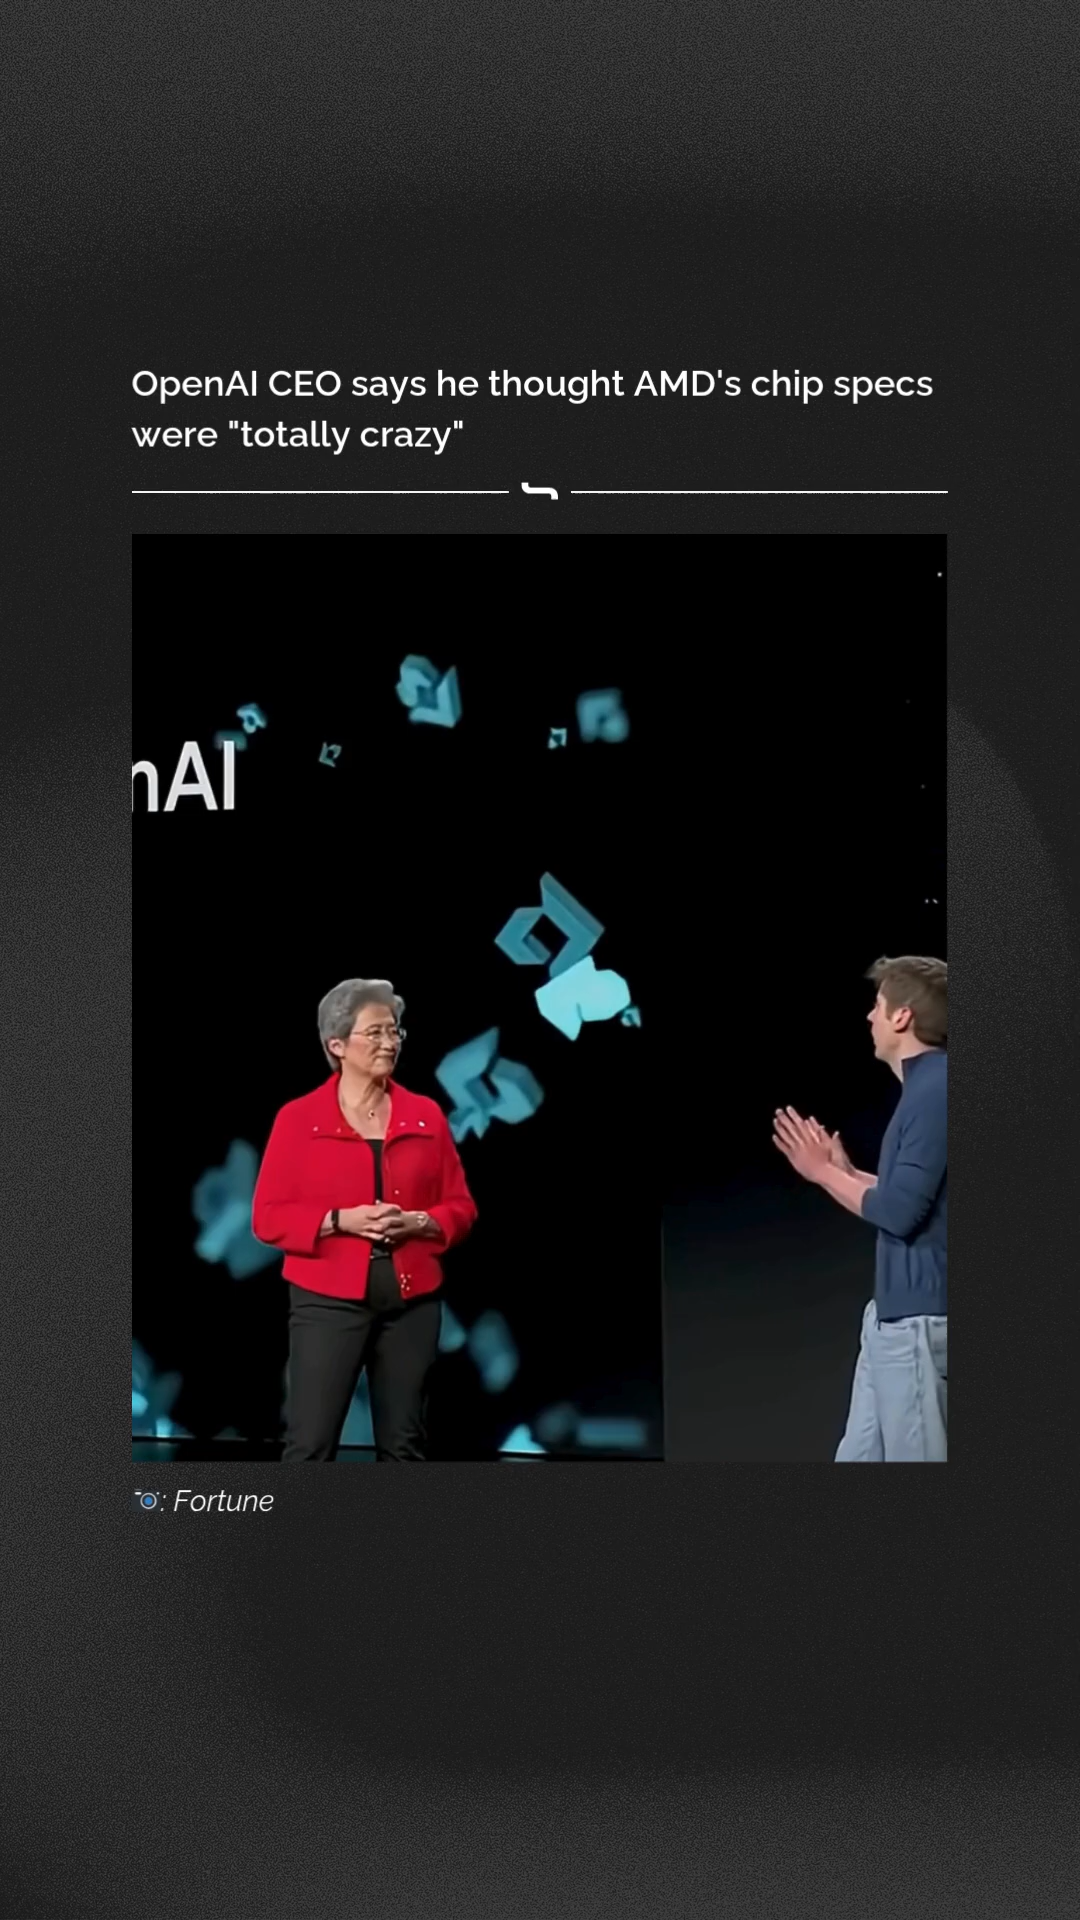 OpenAI CEO says he thought AMD's chip specs
were "totally crazy"
nAI
: Fortune